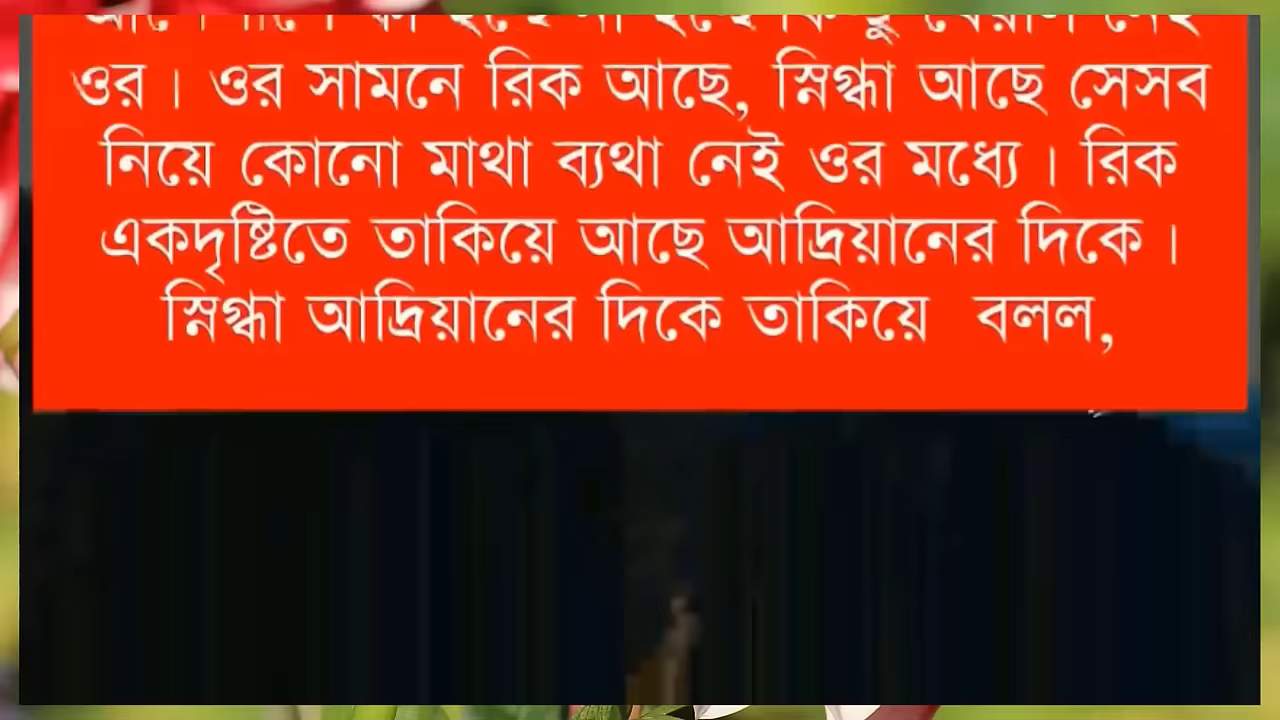 ওর। ওর সামনে রিক আছে, স্নিগ্ধা আছে সেসব
নিয়ে কোনো মাথা ব্যথা নেই ওর মধ্যে। রিক
একদৃষ্টিতে তাকিয়ে আছে আদ্রিয়ানের দিকে।
স্নিগ্ধা আদ্রিয়ানের দিকে তাকিয়ে  বলল,